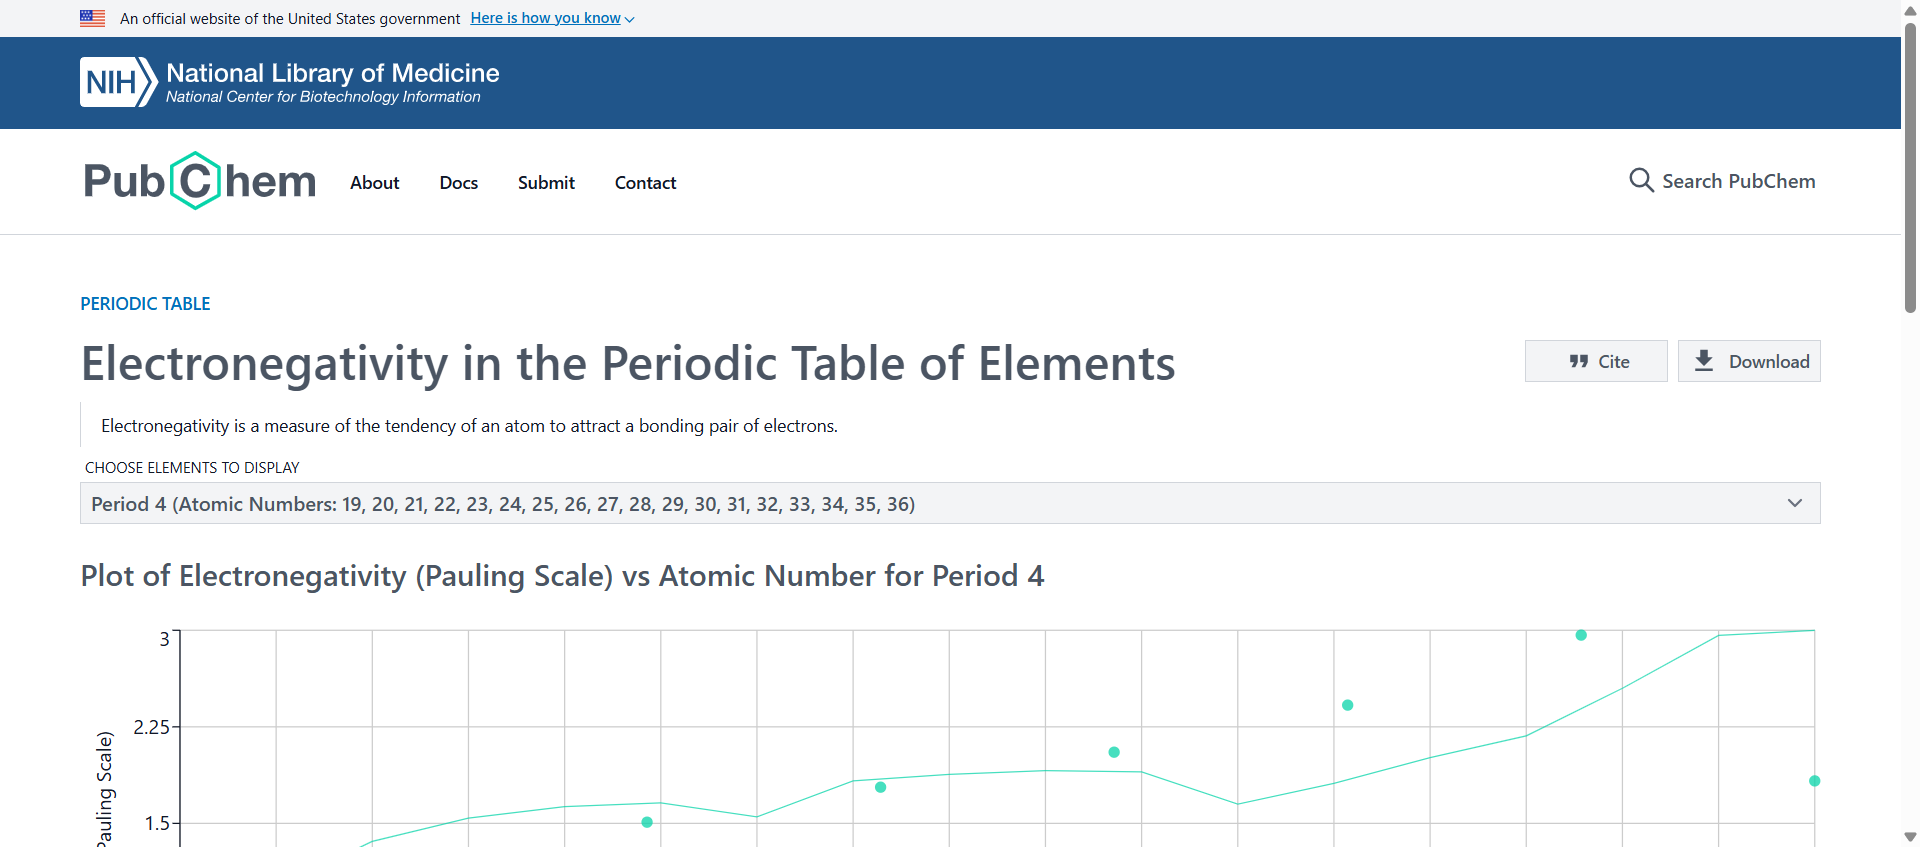 An official website of the United States government Here is how you know
NIH National Library of Medicine
National Center for Biotechnology Information
PubChem About Docs Submit Contact Search PubChem
PERIODIC TABLE
Electronegativity in the Periodic Table of Elements
Cite Download
Electronegativity is a measure of the tendency of an atom to attract a bonding pair of electrons.
CHOOSE ELEMENTS TO DISPLAY
Period 4 (Atomic Numbers: 19, 20, 21, 22, 23, 24, 25, 26, 27, 28, 29, 30, 31, 32, 33, 34, 35, 36)
Plot of Electronegativity (Pauling Scale) vs Atomic Number for Period 4
3
2.25
1.5
Pauling Scale)